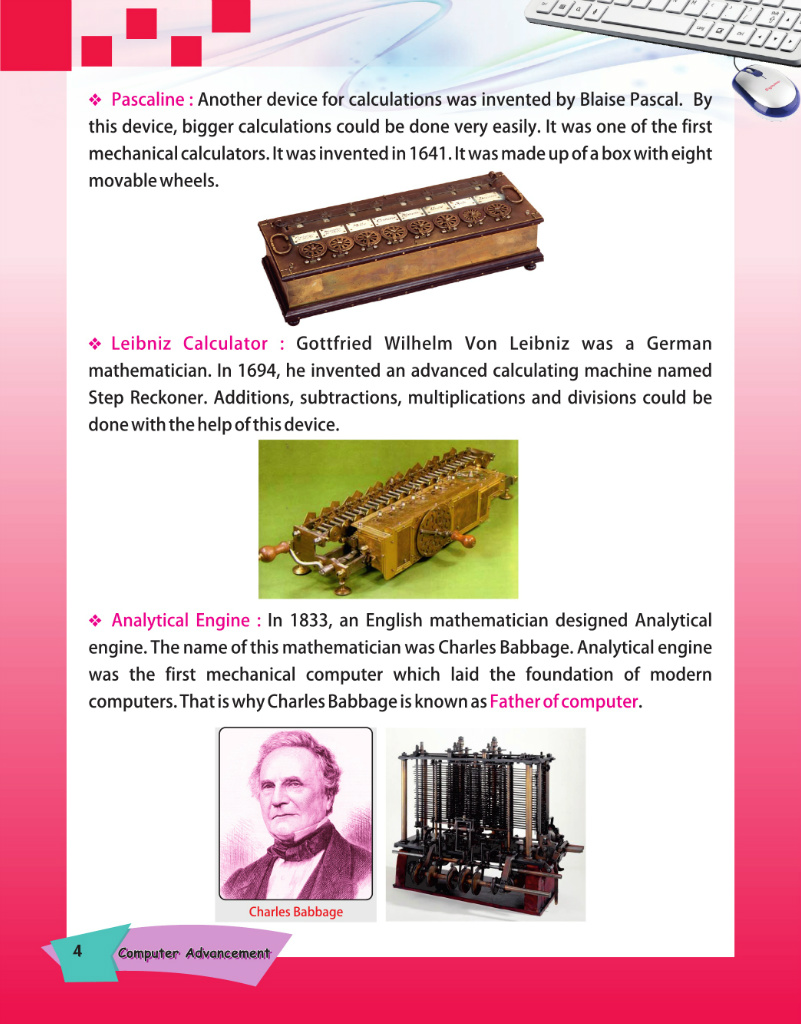 ❖ Pascaline : Another device for calculations was invented by Blaise Pascal. By
this device, bigger calculations could be done very easily. It was one of the first
mechanical calculators. It was invented in 1641. It was made up of a box with eight
movable wheels.
❖ Leibniz Calculator : Gottfried Wilhelm Von Leibniz was a German
mathematician. In 1694, he invented an advanced calculating machine named
Step Reckoner. Additions, subtractions, multiplications and divisions could be
done with the help of this device.
❖ Analytical Engine : In 1833, an English mathematician designed Analytical
engine. The name of this mathematician was Charles Babbage. Analytical engine
was the first mechanical computer which laid the foundation of modern
computers. That is why Charles Babbage is known as Father of computer.
Charles Babbage
4 Computer Advancement